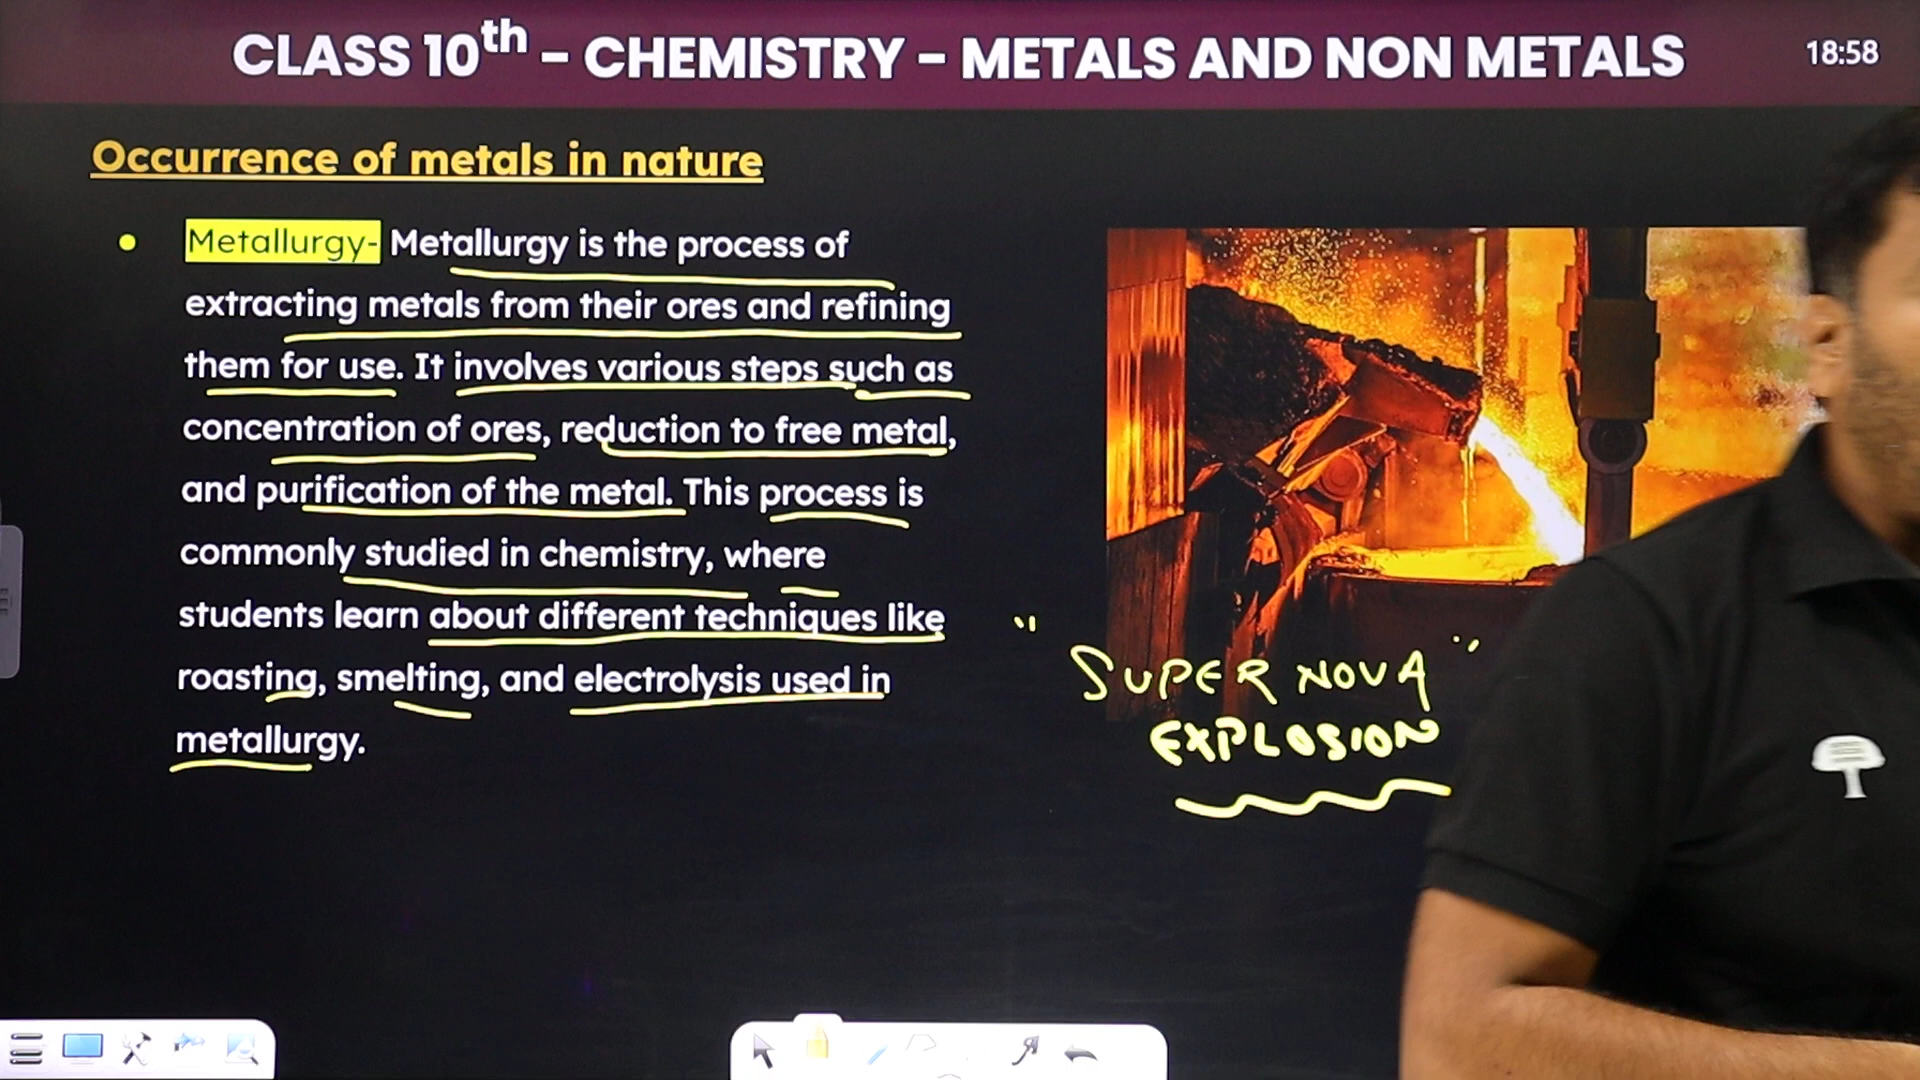 CLASS 10th - CHEMISTRY - METALS AND NON METALS
18:58
Occurrence of metals in nature
• Metallurgy- Metallurgy is the process of
extracting metals from their ores and refining
them for use. It involves various steps such as
concentration of ores, reduction to free metal,
and purification of the metal. This process is
commonly studied in chemistry, where
students learn about different techniques like
roasting, smelting, and electrolysis used in
metallurgy.
"SUPER NOVA"
EXPLOSION